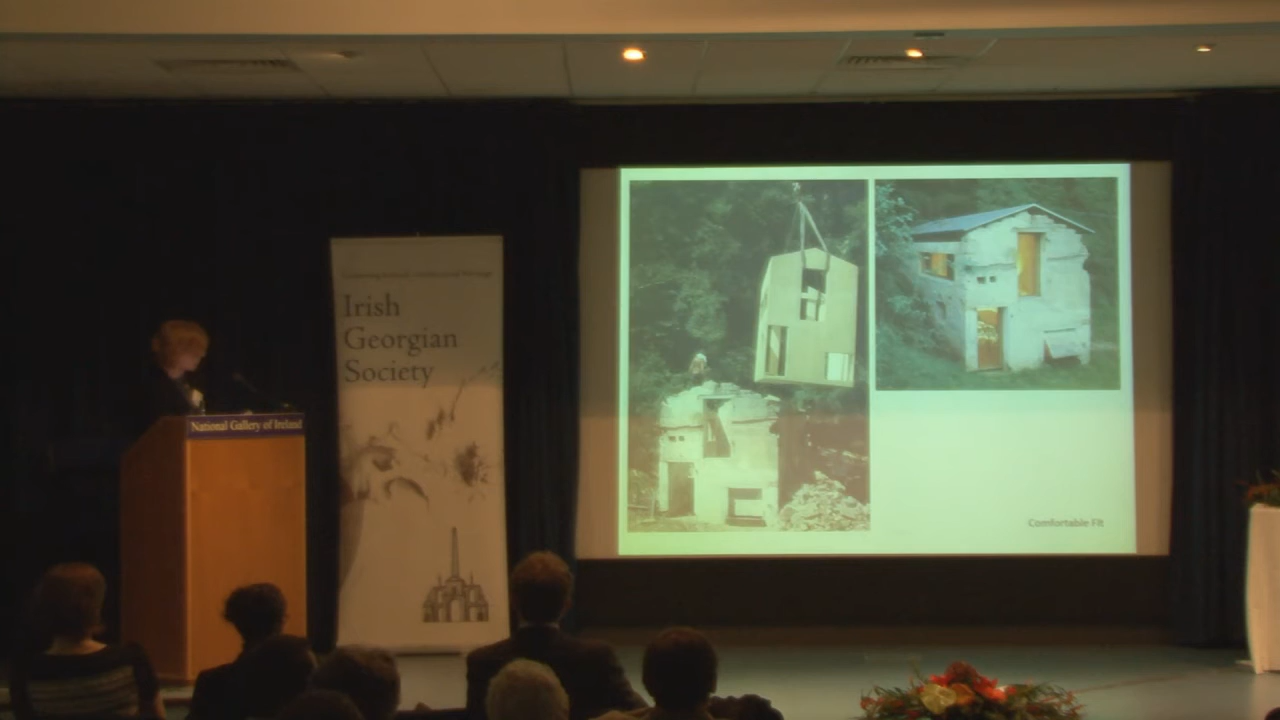 Irish
Georgian
Society
National Gallery of Ireland
Comfortable Fit